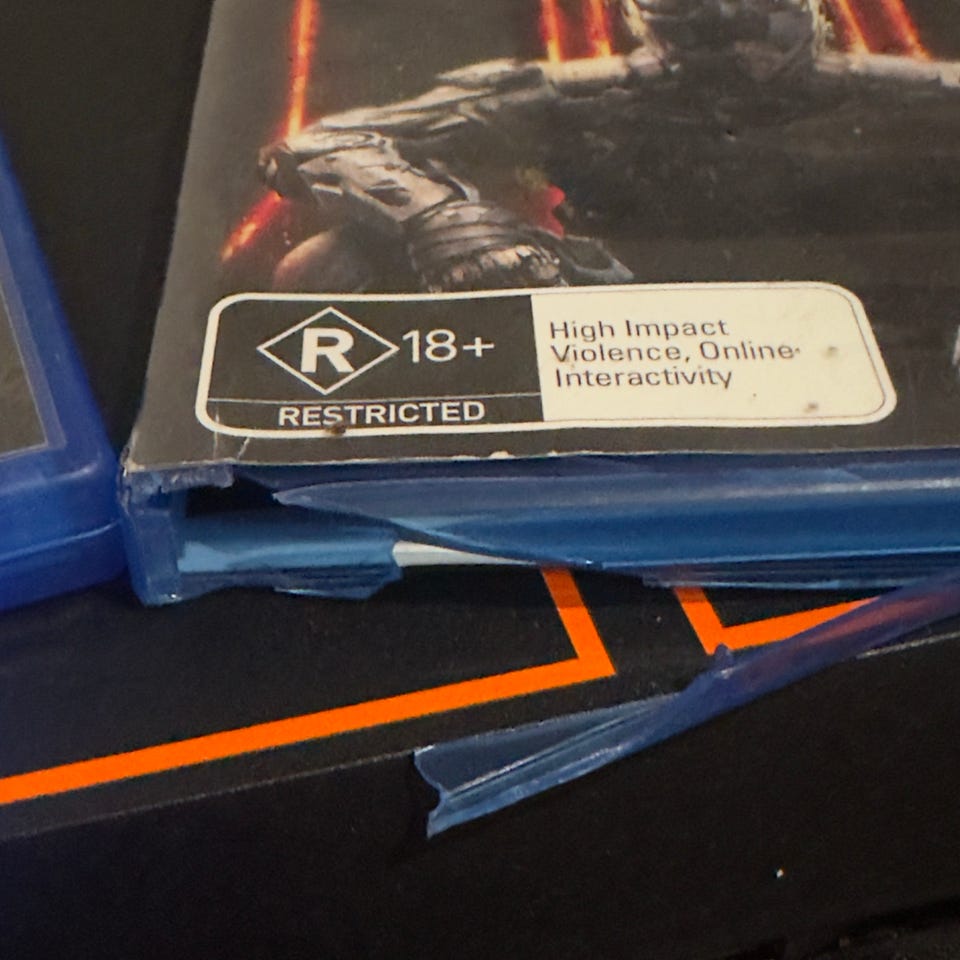 R 18+
RESTRICTED
High Impact
Violence, Online
Interactivity